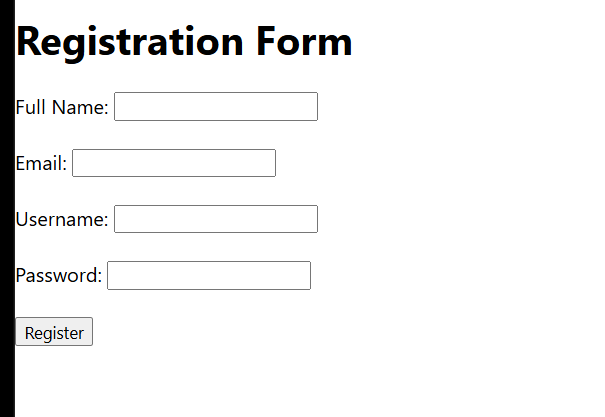 Registration Form
Full Name:
Email:
Username:
Password:
Register